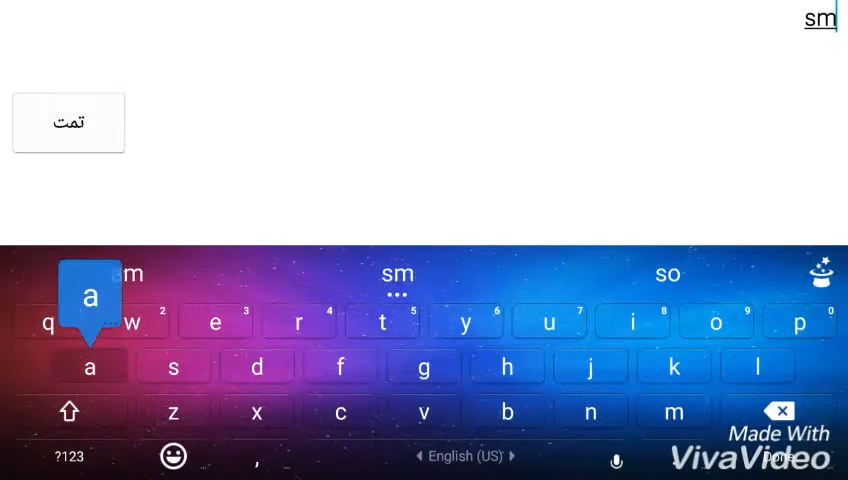 sm
تمت
sm so
a
q w 2 e 3 r 4 t 5 y 6 u 7 i 8 o 9 p 0
a s d f g h j k l
z x c v b n m
Made With
?123 , English (US) .
VivaVideo